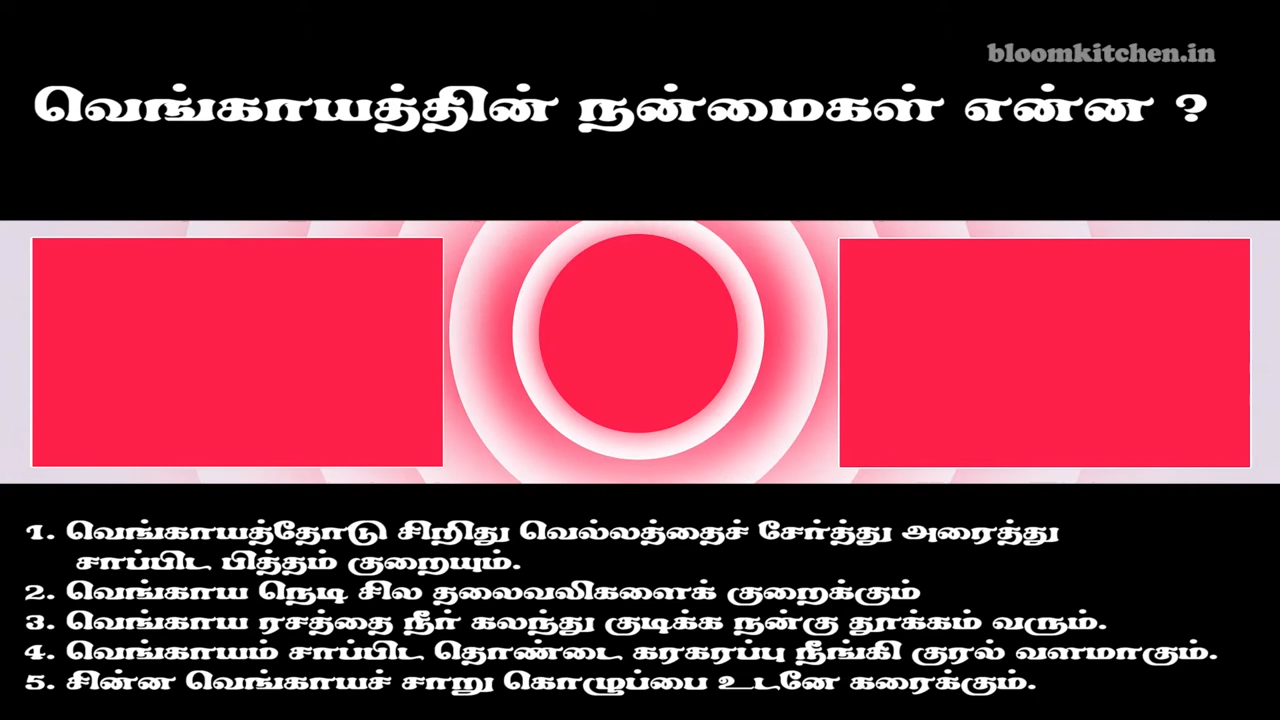 bloomkitchen.in
வெங்காயத்தின் நன்மைகள் என்ன ?
1. வெங்காயத்தோடு சிறிது வெல்லத்தைச் சேர்த்து அரைத்து
சாப்பிட பித்தம் குறையும்.
2. வெங்காய நெடி சில தலைவலிகளைக் குறைக்கும்
3. வெங்காய ரசத்தை நீர் கலந்து குடிக்க நன்கு தூக்கம் வரும்.
4. வெங்காயம் சாப்பிட தொண்டை கரகரப்பு நீங்கி குரல் வளமாகும்.
5. சின்ன வெங்காயச் சாறு கொழுப்பை உடனே கரைக்கும்.